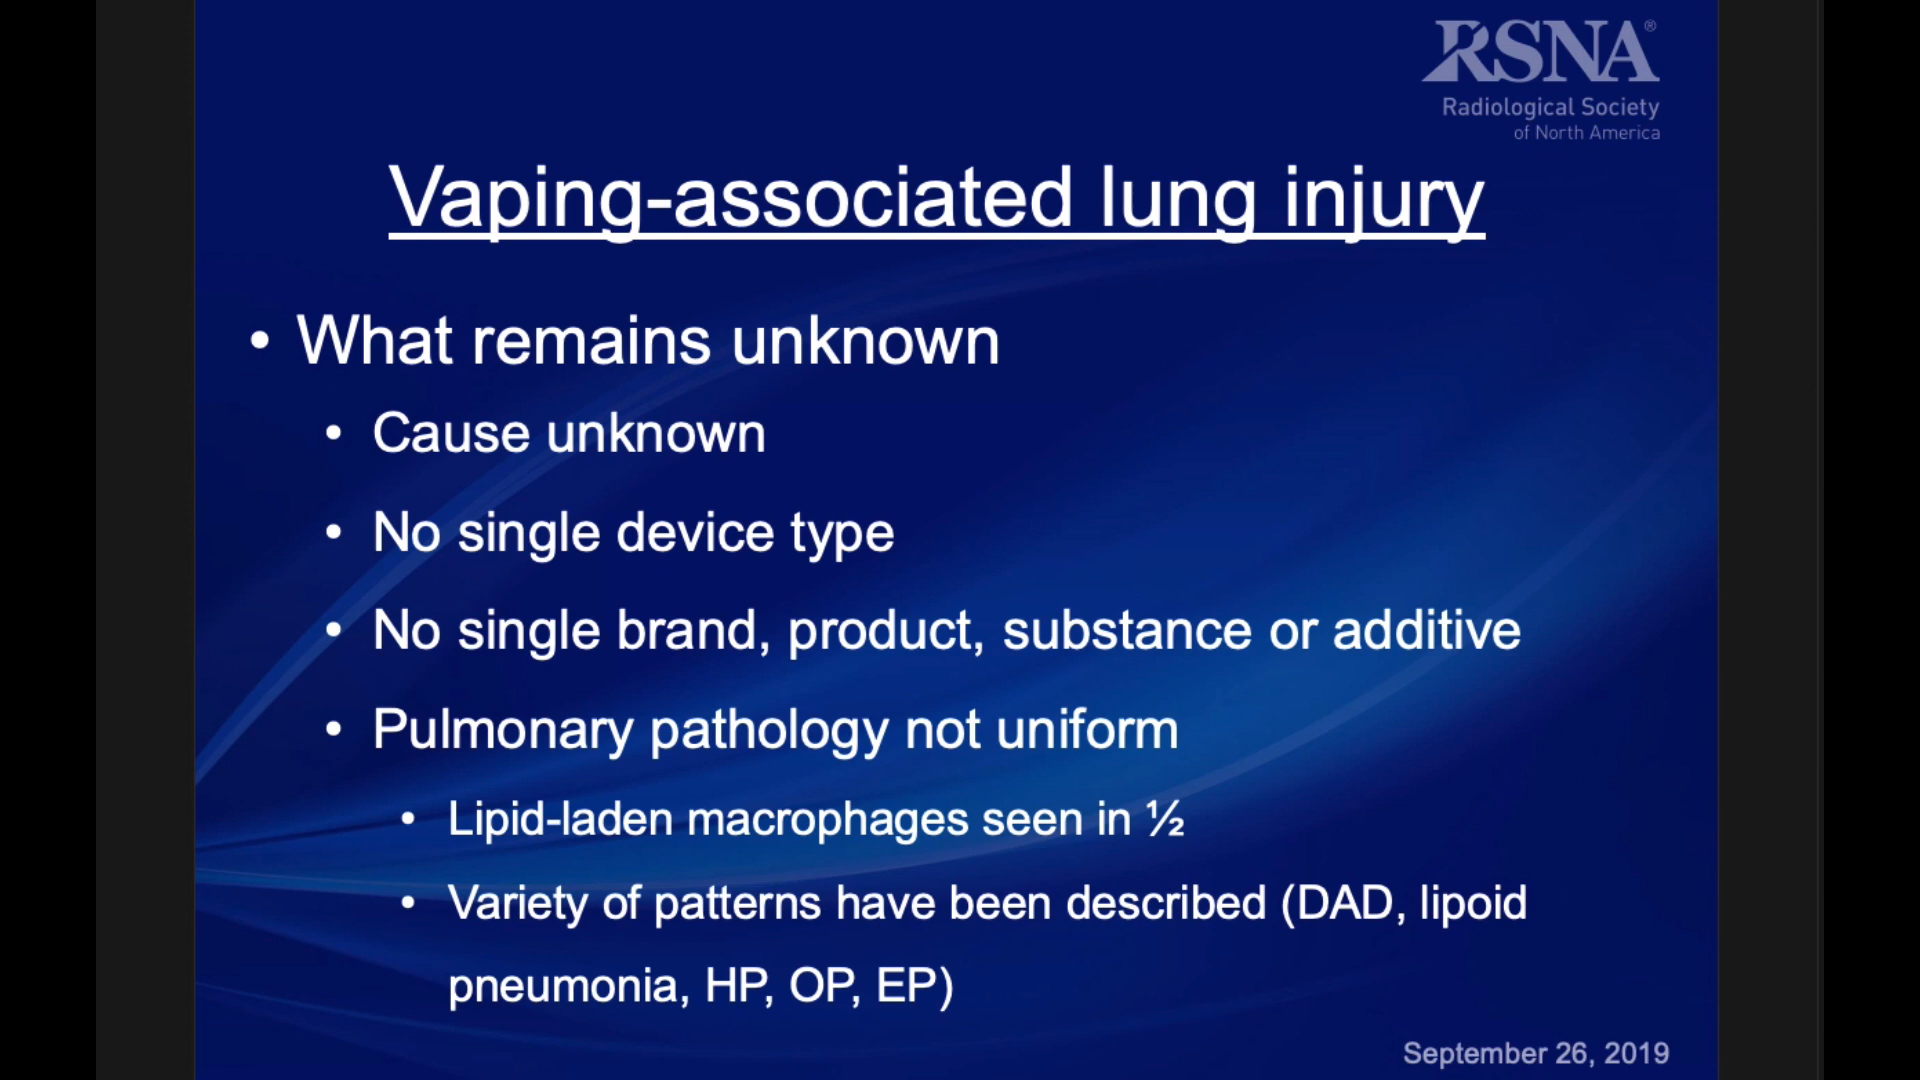 RSNA®
Radiological Society
of North America
Vaping-associated lung injury
• What remains unknown
• Cause unknown
• No single device type
• No single brand, product, substance or additive
• Pulmonary pathology not uniform
• Lipid-laden macrophages seen in ½
• Variety of patterns have been described (DAD, lipoid
pneumonia, HP, OP, EP)
September 26, 2019